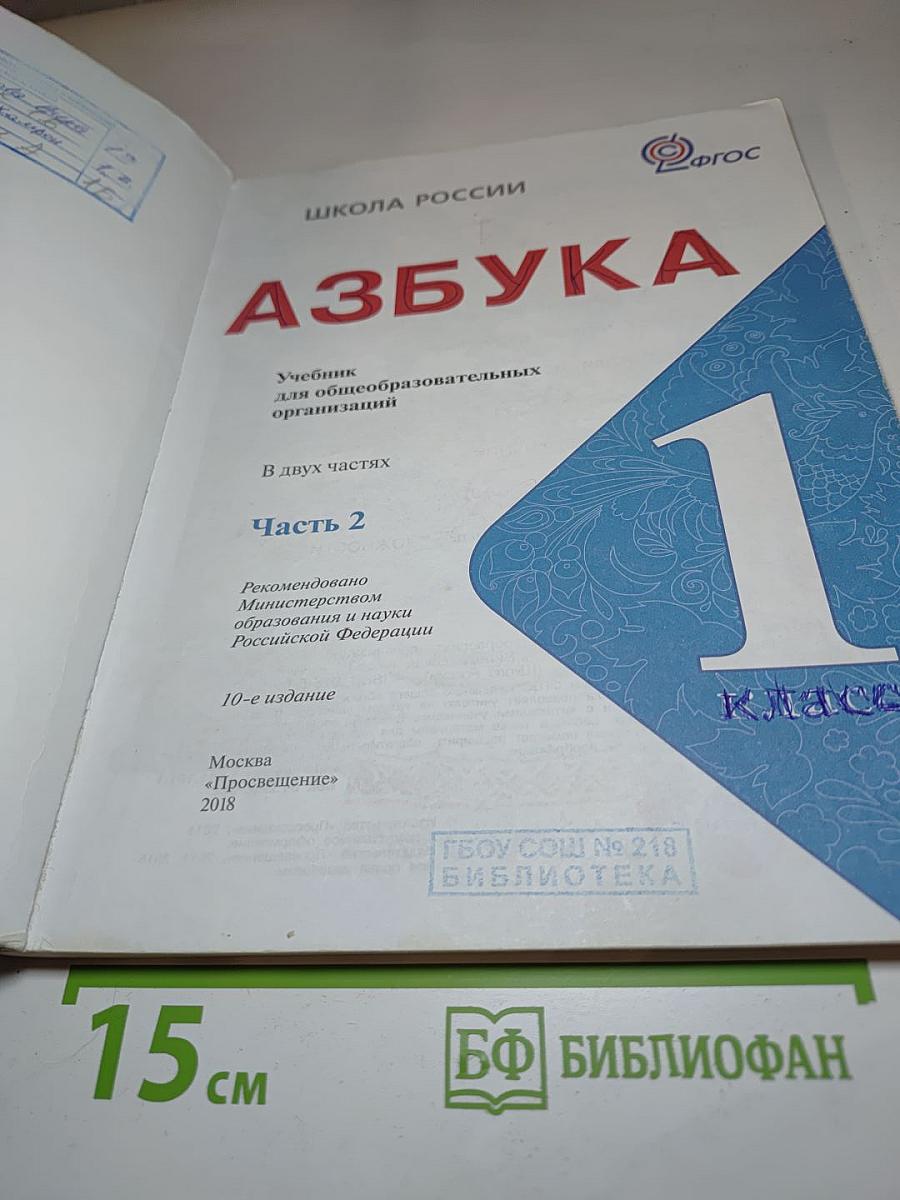 ФГОС
ШКОЛА РОССИИ
АЗБУКА
Учебник
для общеобразовательных
организаций
В двух частях
Часть 2
Рекомендовано
Министерством
образования и науки
Российской Федерации
10-е издание
Москва
«Просвещение»
2018
1
класс
ГБОУ СОШ № 218
БИБЛИОТЕКА
15 см
БФ БИБЛИОФАН